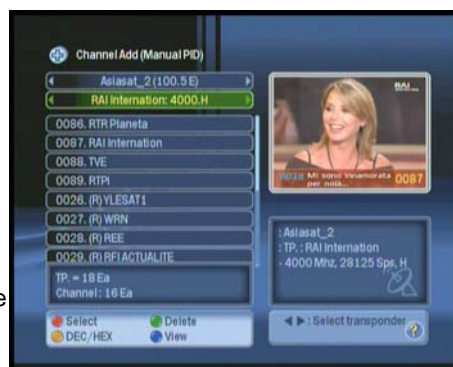 Channel Add (Manual PID)
Asiasat_2 (100.5 E)
RAI Internation: 4000.H
0086. RTR Planeta
0087. RAI Internation
0088. TVE
0089. RTPi
0026. (R) YLESAT1
0027. (R) WRN
0028. (R) REE
0029. (R) RFI ACTUALITE
TP. = 18 Ea
Channel: 16 Ea
Select
Delete
DEC/HEX
View
RAI
Mi sono innamorata
per
0087
: Asiasat_2
: TP. : RAI Internation
- 4000 Mhz, 28125 Sps, H
: Select transponder
?
e